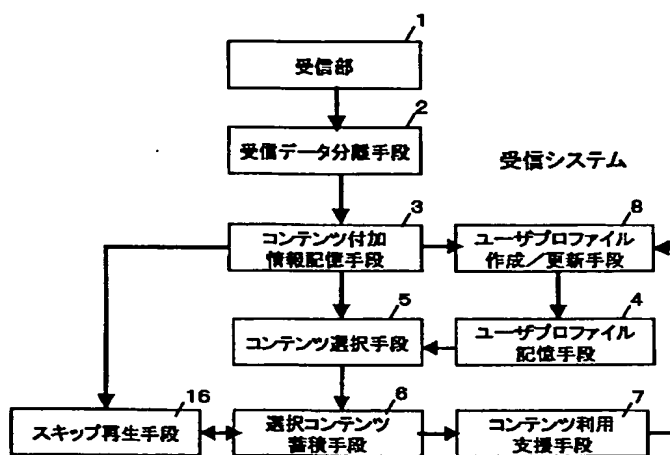 1
受信部
2
受信データ分離手段
受信システム
3
コンテンツ付加
情報記憶手段
8
ユーザプロファイル
作成/更新手段
5
コンテンツ選択手段
4
ユーザプロファイル
記憶手段
16
スキップ再生手段
6
選択コンテンツ
蓄積手段
7
コンテンツ利用
支援手段